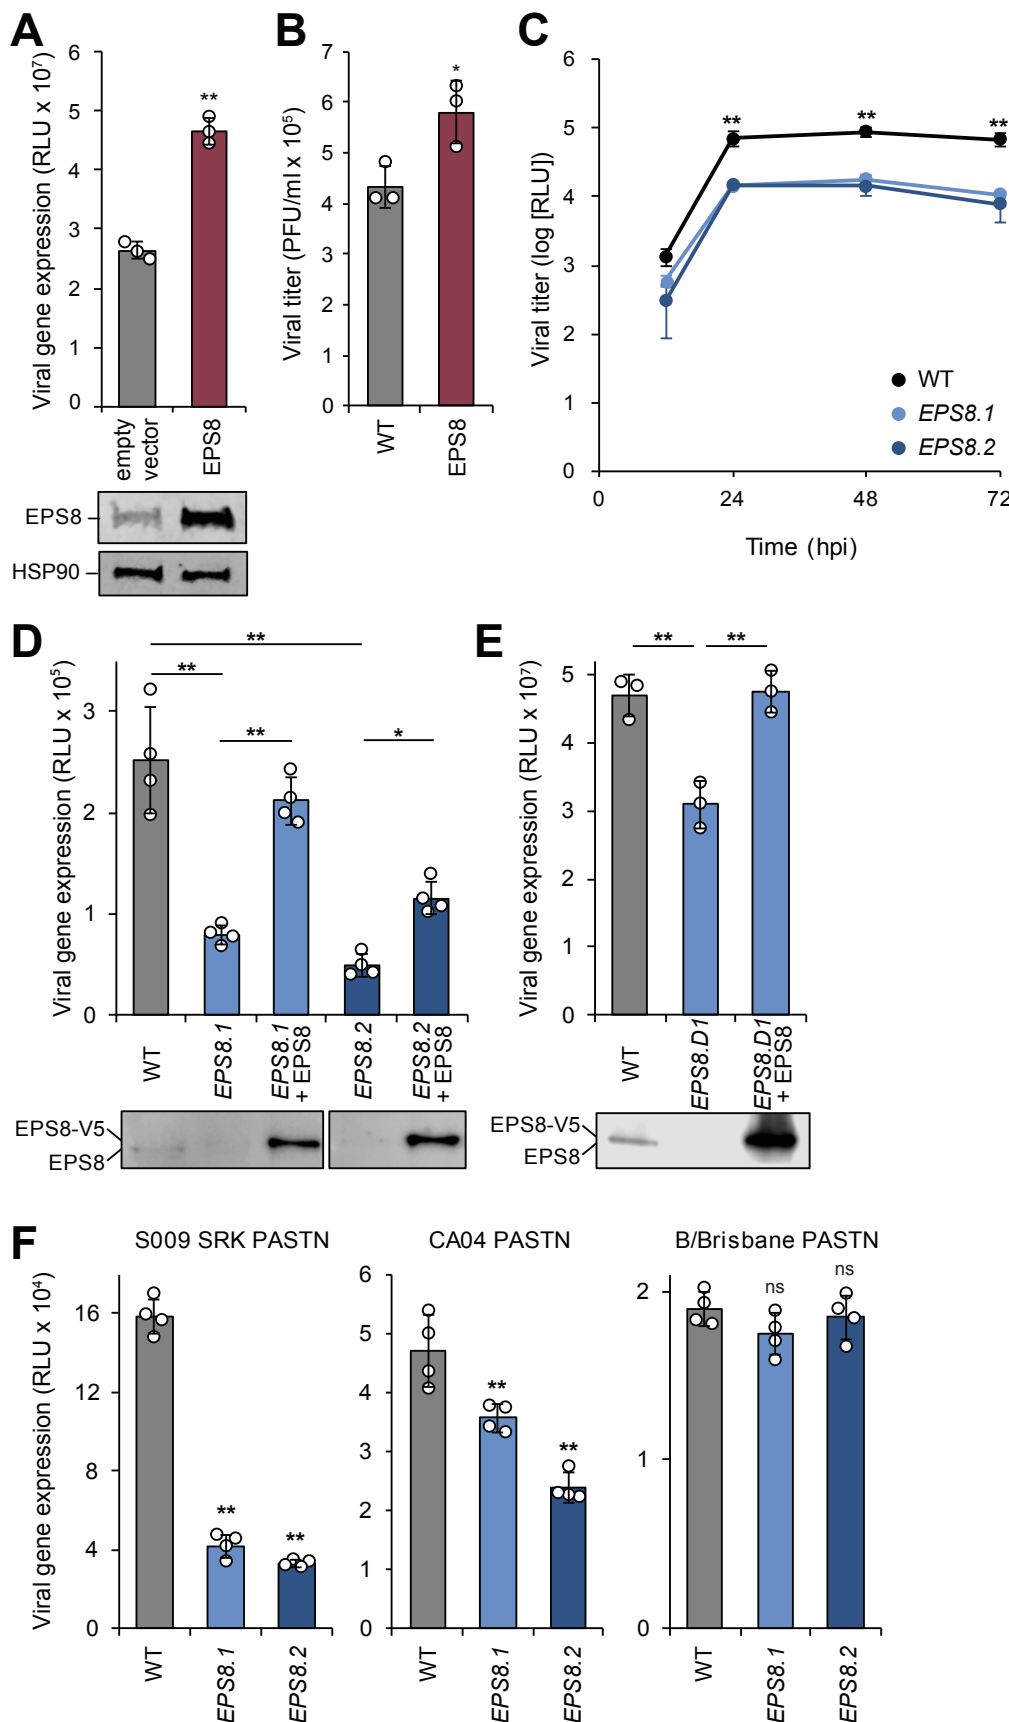 A
Viral gene expression (RLU x 10⁷)
6
5
4
3
2
1
0
**
empty
vector
EPS8
EPS8
HSP90
B
Viral titer (PFU/ml x 10⁵)
7
6
5
4
3
2
1
0
*
WT
EPS8
C
Viral titer (log [RLU])
6
5
4
3
2
1
0
** ** **
WT
EPS8.1
EPS8.2
0 24 48 72
Time (hpi)
D
Viral gene expression (RLU x 10⁵)
3
2
1
0
**
**
**
*
WT
EPS8.1
EPS8.1
+ EPS8
EPS8.2
EPS8.2
+ EPS8
EPS8-V5
EPS8
E
Viral gene expression (RLU x 10⁷)
5
4
3
2
1
0
** **
WT
EPS8.D1
EPS8.D1
+ EPS8
EPS8-V5
EPS8
F
Viral gene expression (RLU x 10⁴)
S009 SRK PASTN
16
12
8
4
0
**
**
WT
EPS8.1
EPS8.2
CA04 PASTN
6
5
4
3
2
1
0
**
**
WT
EPS8.1
EPS8.2
B/Brisbane PASTN
2
1
0
ns
ns
WT
EPS8.1
EPS8.2